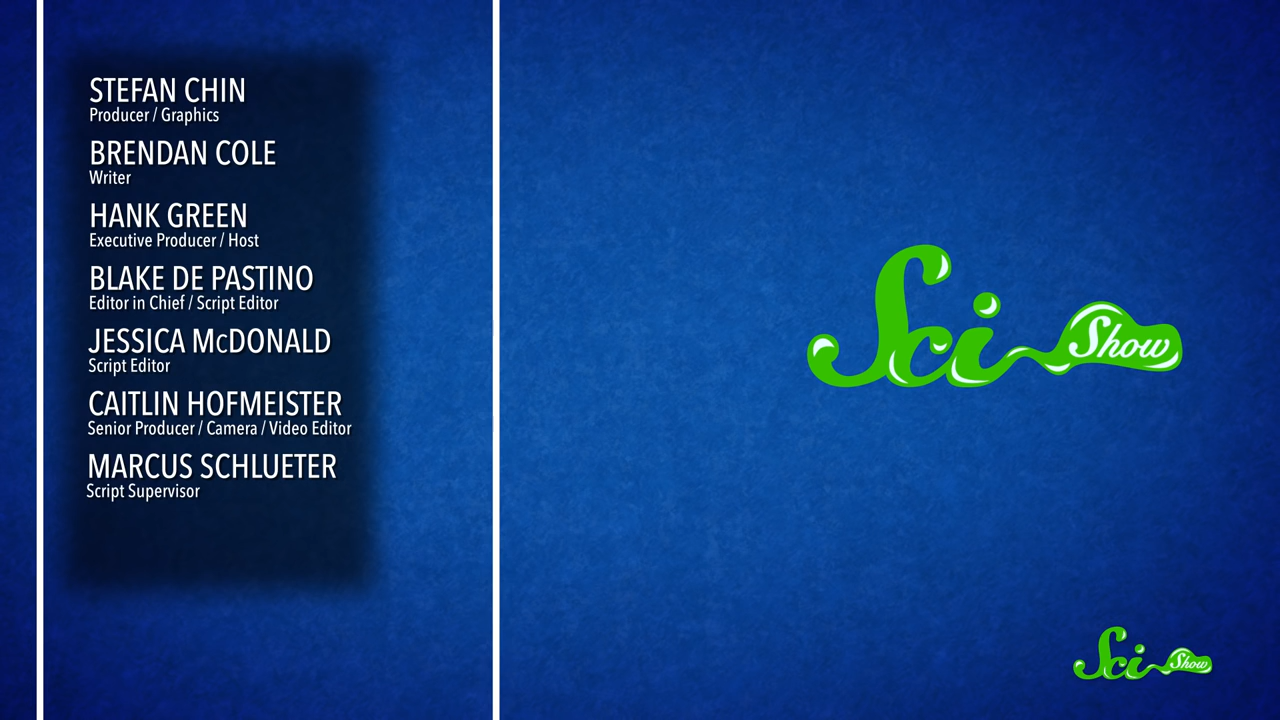 STEFAN CHIN
Producer / Graphics
BRENDAN COLE
Writer
HANK GREEN
Executive Producer / Host
BLAKE DE PASTINO
Editor in Chief / Script Editor
JESSICA McDONALD
Script Editor
CAITLIN HOFMEISTER
Senior Producer / Camera / Video Editor
MARCUS SCHLUETER
Script Supervisor
Sci Show
Sci Show